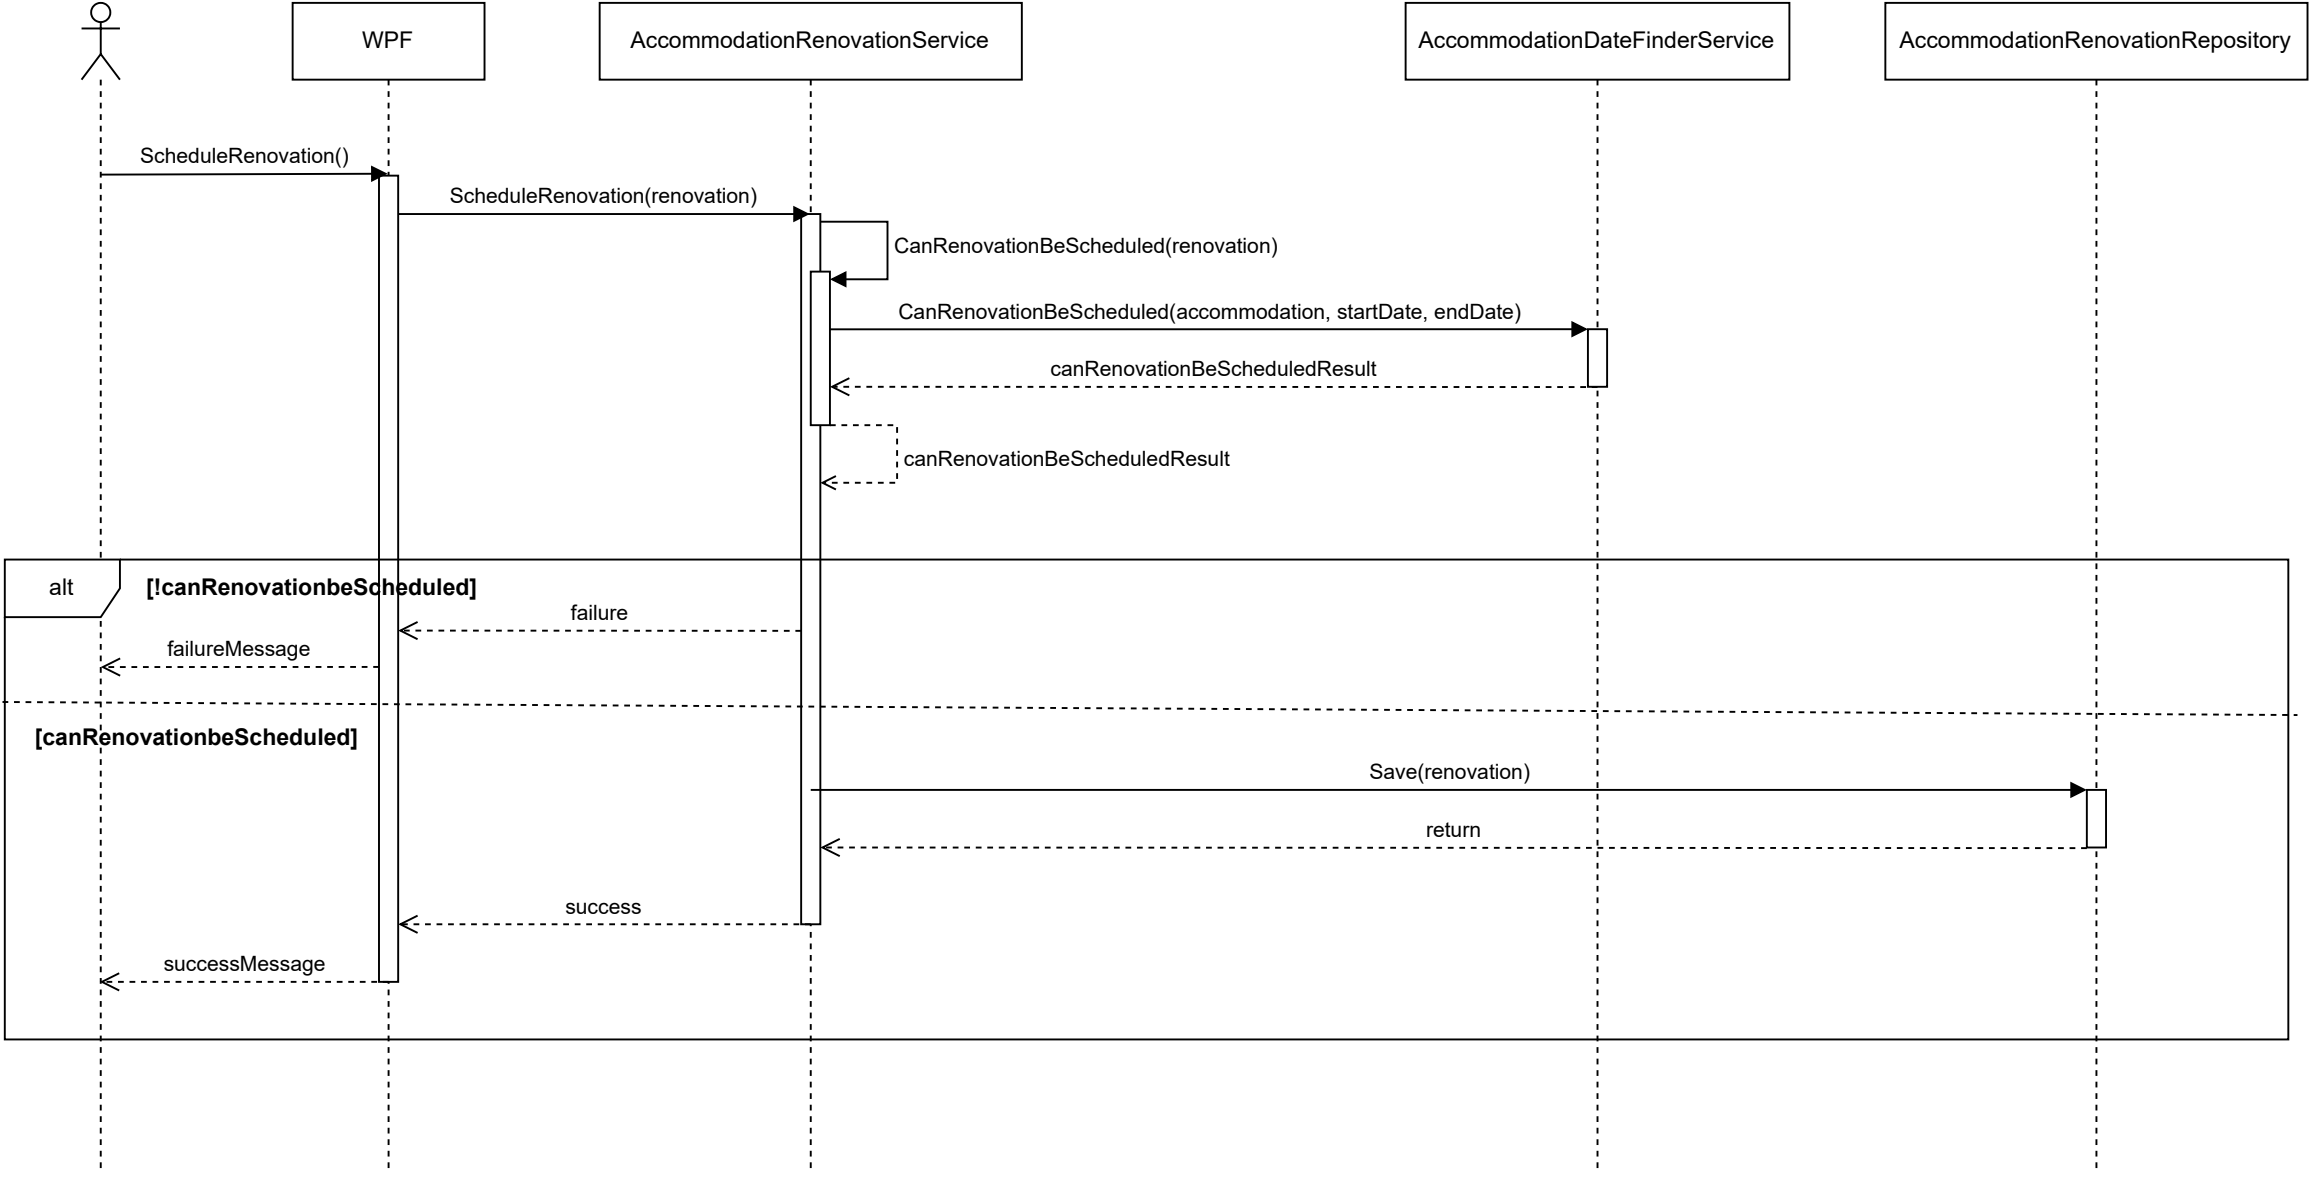 WPF
AccommodationRenovationService
AccommodationDateFinderService
AccommodationRenovationRepository
ScheduleRenovation()
ScheduleRenovation(renovation)
CanRenovationBeScheduled(renovation)
CanRenovationBeScheduled(accommodation, startDate, endDate)
canRenovationBeScheduledResult
canRenovationBeScheduledResult
alt
[!canRenovationbeScheduled]
failure
failureMessage
[canRenovationbeScheduled]
Save(renovation)
return
success
successMessage